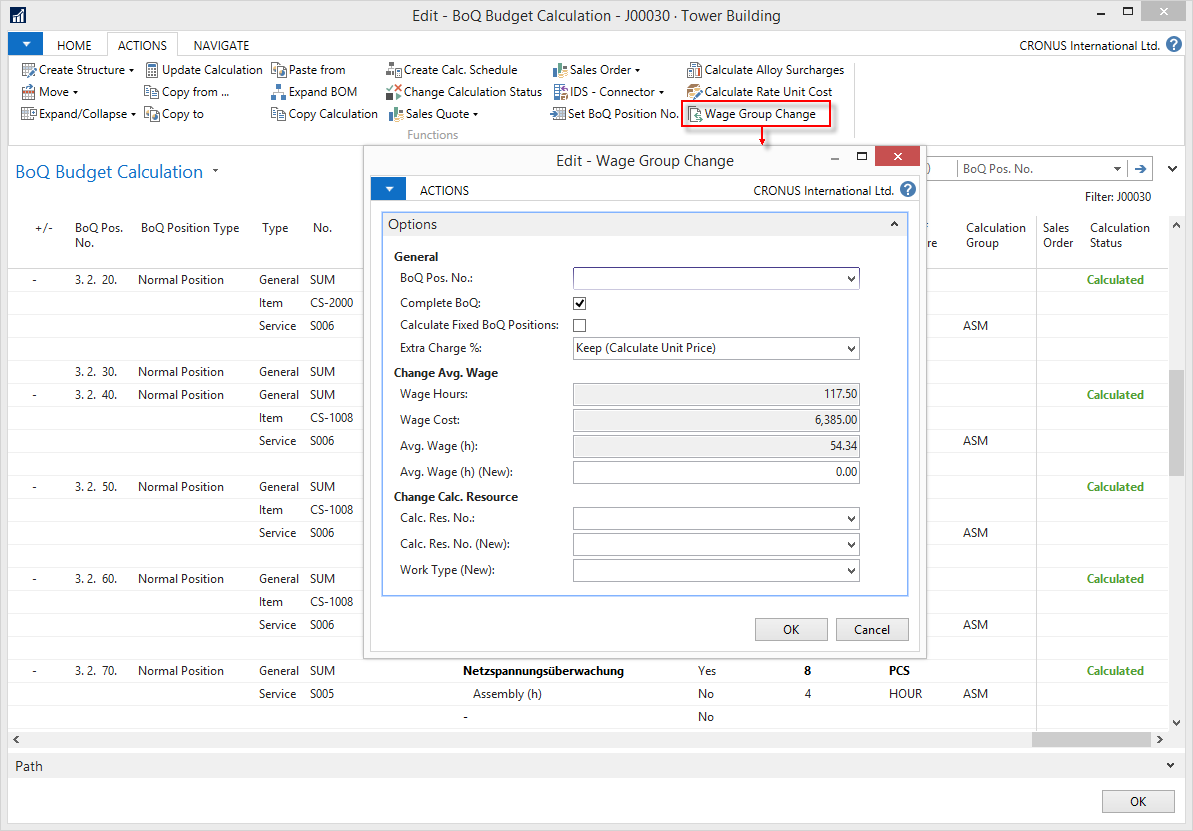 Edit - BoQ Budget Calculation - J00030 · Tower Building
HOME ACTIONS NAVIGATE CRONUS International Ltd.
Create Structure Update Calculation Paste from Create Calc. Schedule Sales Order Calculate Alloy Surcharges
Move Copy from ... Expand BOM Change Calculation Status IDS - Connector Calculate Rate Unit Cost
Expand/Collapse Copy to Copy Calculation Sales Quote Set BoQ Position No. Wage Group Change
Functions
BoQ Budget Calculation
BoQ Pos. No.
Filter: J00030
+/- BoQ Pos. No. BoQ Position Type Type No. Calculation Group Sales Order Calculation Status
- 3. 2. 20. Normal Position General SUM Calculated
Item CS-2000
Service S006 ASM
3. 2. 30. Normal Position General SUM
- 3. 2. 40. Normal Position General SUM Calculated
Item CS-1008
Service S006 ASM
- 3. 2. 50. Normal Position General SUM Calculated
Item CS-1008
Service S006 ASM
- 3. 2. 60. Normal Position General SUM Calculated
Item CS-1008
Service S006 ASM
- 3. 2. 70. Normal Position General SUM Netzspannungsüberwachung Yes 8 PCS Calculated
Service S005 Assembly (h) No 4 HOUR ASM
- No
Path
OK
Edit - Wage Group Change
ACTIONS CRONUS International Ltd.
Options
General
BoQ Pos. No.:
Complete BoQ:
Calculate Fixed BoQ Positions:
Extra Charge %: Keep (Calculate Unit Price)
Change Avg. Wage
Wage Hours: 117.50
Wage Cost: 6,385.00
Avg. Wage (h): 54.34
Avg. Wage (h) (New): 0.00
Change Calc. Resource
Calc. Res. No.:
Calc. Res. No. (New):
Work Type (New):
OK Cancel